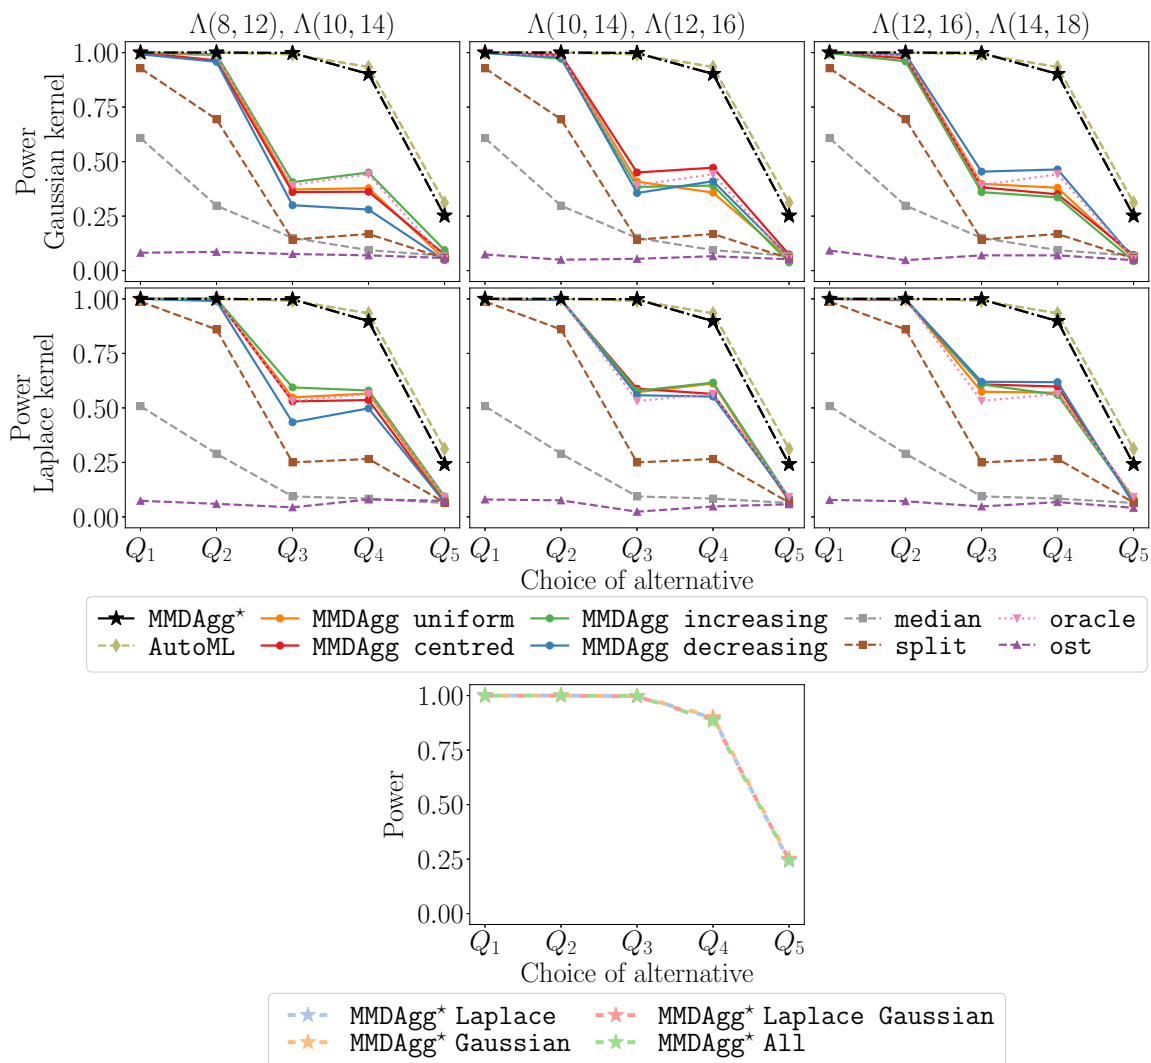 Λ(8, 12), Λ(10, 14)
Λ(10, 14), Λ(12, 16)
Λ(12, 16), Λ(14, 18)
Power
Gaussian kernel
1.00
0.75
0.50
0.25
0.00
Power
Laplace kernel
1.00
0.75
0.50
0.25
0.00
Q1 Q2 Q3 Q4 Q5
Q1 Q2 Q3 Q4 Q5
Q1 Q2 Q3 Q4 Q5
Choice of alternative
MMDAgg⋆ MMDAgg uniform MMDAgg increasing median oracle
AutoML MMDAgg centred MMDAgg decreasing split ost
Power
1.00
0.75
0.50
0.25
0.00
Q1 Q2 Q3 Q4 Q5
Choice of alternative
MMDAgg⋆ Laplace MMDAgg⋆ Laplace Gaussian
MMDAgg⋆ Gaussian MMDAgg⋆ All